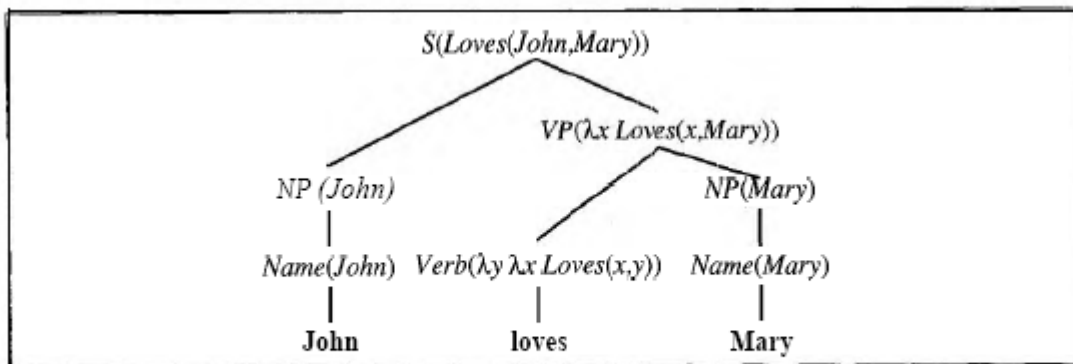 S(Loves(John,Mary))
VP(λx Loves(x,Mary))
NP (John) NP(Mary)
Name(John) Verb(λy λx Loves(x,y)) Name(Mary)
John loves Mary